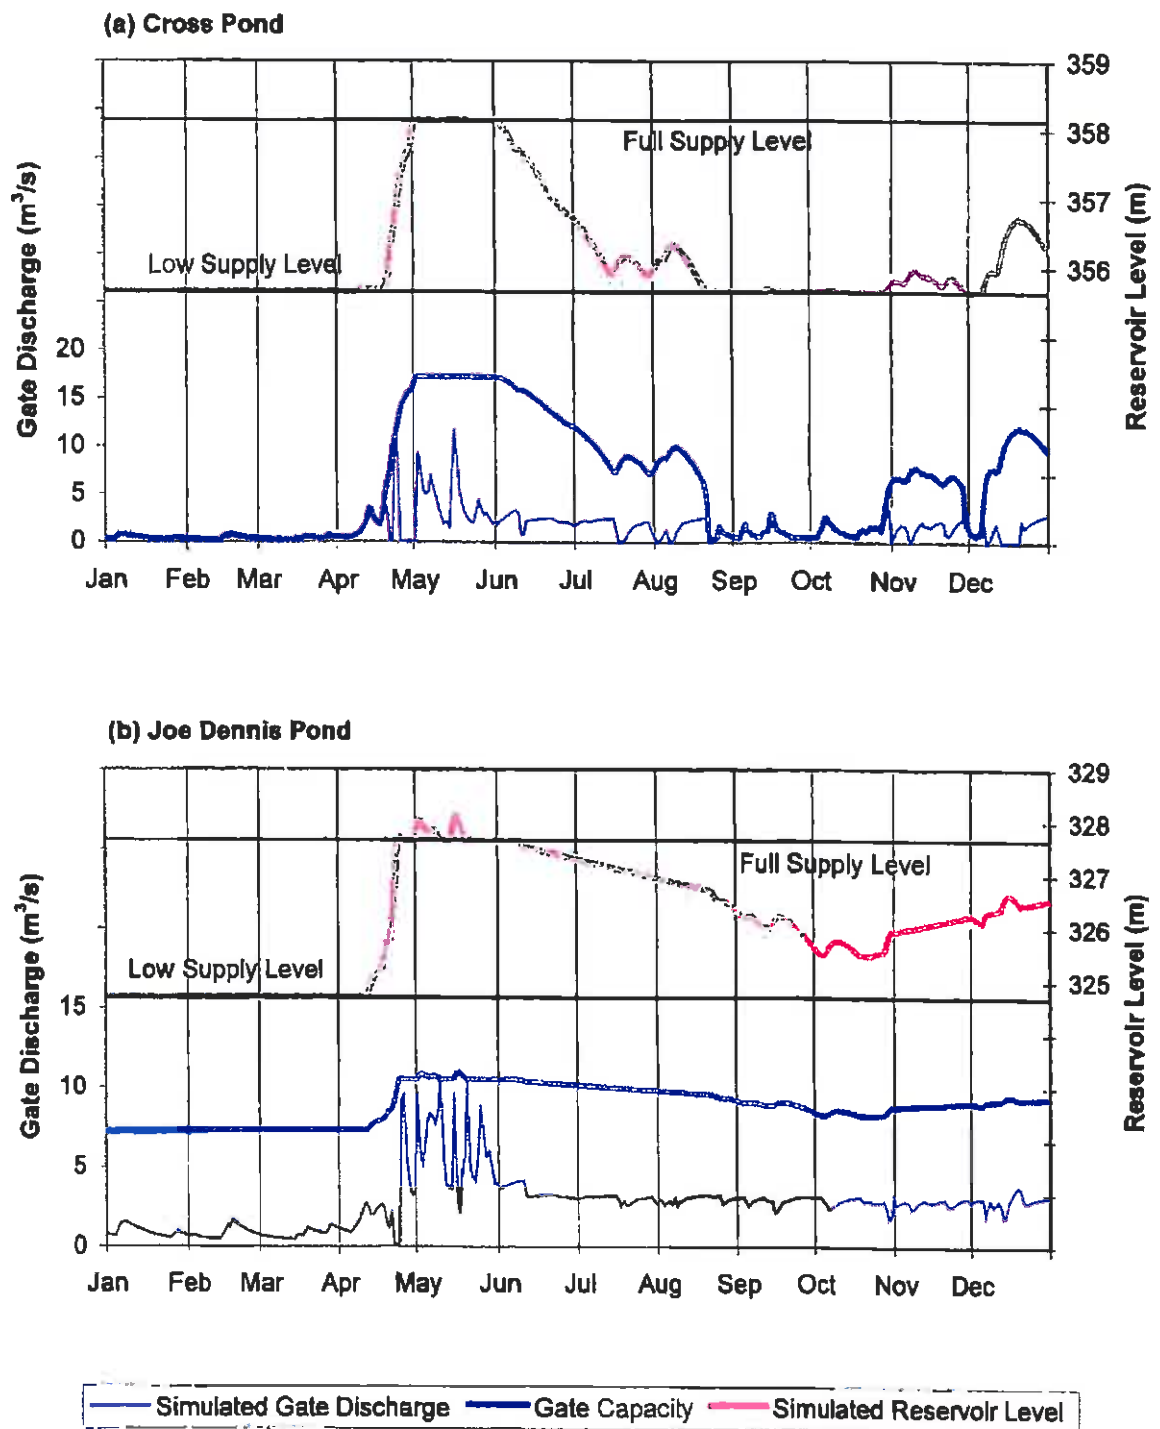 (a) Cross Pond
359
358
357
356
Full Supply Level
Low Supply Level
Gate Discharge (m³/s)
Reservoir Level (m)
20
15
10
5
0
Jan Feb Mar Apr May Jun Jul Aug Sep Oct Nov Dec
(b) Joe Dennis Pond
329
328
327
326
325
Full Supply Level
Low Supply Level
Gate Discharge (m³/s)
Reservoir Level (m)
15
10
5
0
Jan Feb Mar Apr May Jun Jul Aug Sep Oct Nov Dec
Simulated Gate Discharge Gate Capacity Simulated Reservoir Level